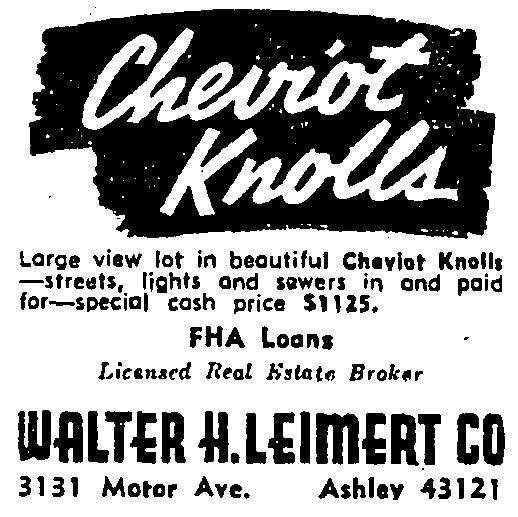 Cheviot
Knolls
Large view lot in beautiful Cheviot Knolls
—streets, lights and sewers in and paid
for—special cash price $1125.
FHA Loans
Licensed Real Estate Broker
WALTER H. LEIMERT CO
3131 Motor Ave. Ashley 43121